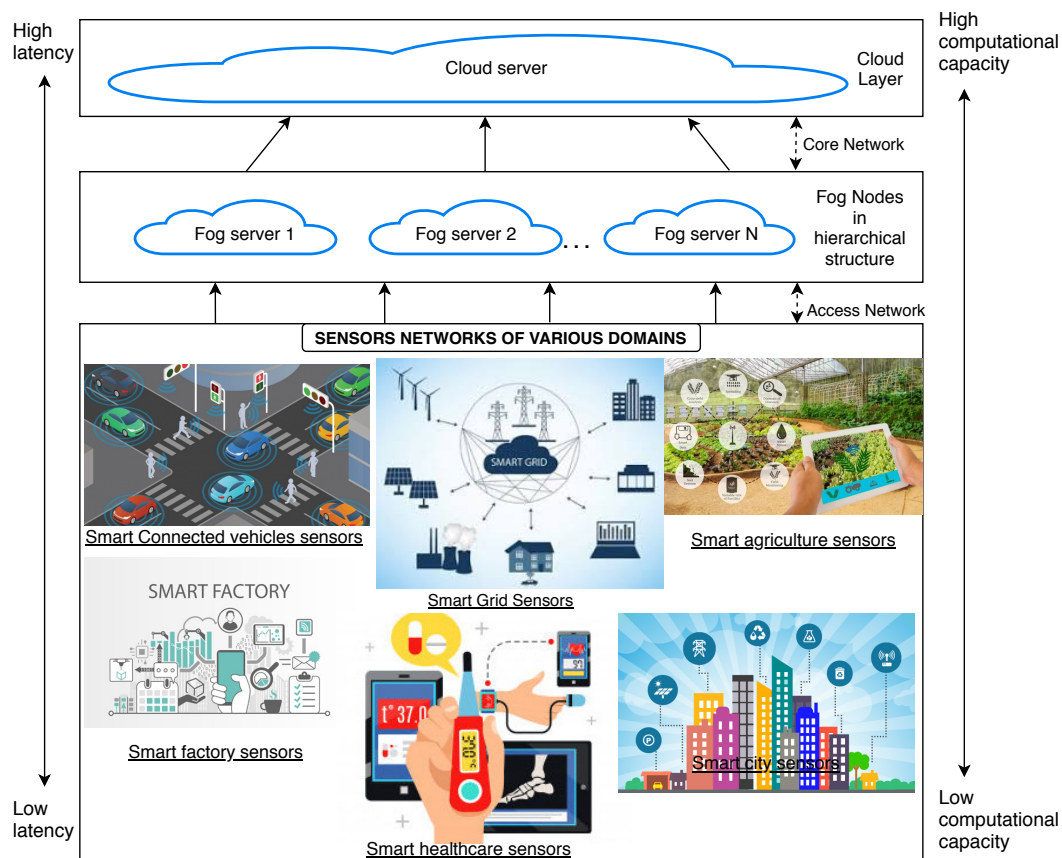 High
latency
High
computational
capacity
Cloud server
Cloud
Layer
Core Network
Fog server 1
Fog server 2
...
Fog server N
Fog Nodes
in
hierarchical
structure
Access Network
SENSORS NETWORKS OF VARIOUS DOMAINS
SMART GRID
Smart Connected vehicles sensors
Smart Grid Sensors
Smart agriculture sensors
SMART FACTORY
Smart factory sensors
t° 37.0
97
P
Smart city sensors
Smart healthcare sensors
Low
latency
Low
computational
capacity